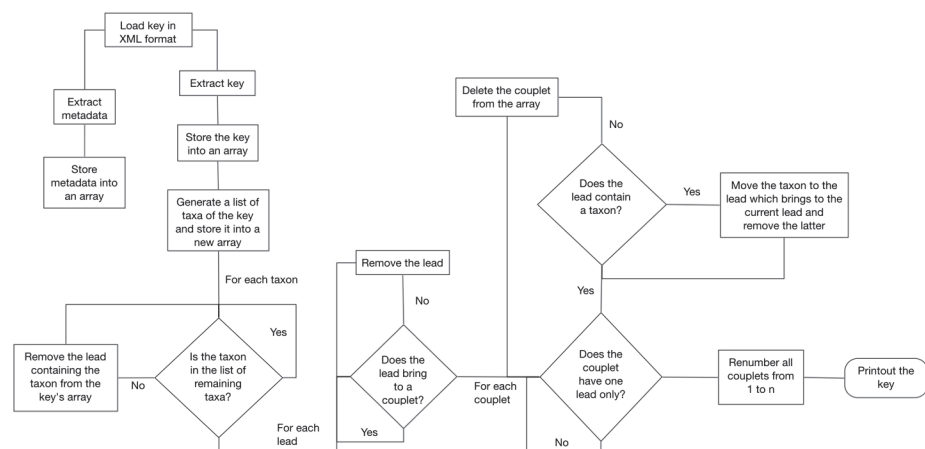 Load key in
XML format
Extract
metadata
Store
metadata into
an array
Extract key
Store the key
into an array
Generate a list of
taxa of the key
and store it into a
new array
For each taxon
Yes
Is the taxon
in the list of
remaining
taxa?
No
Remove the lead
containing the
taxon from the
key's array
For each
lead
Remove the lead
No
Does the
lead bring
to a
couplet?
Yes
For each
couplet
Delete the couplet
from the array
No
Does the
lead contain
a taxon?
Yes
Move the taxon to the
lead which brings to the
current lead and
remove the latter
Yes
Does the
couplet
have one
lead only?
No
Renumber all
couplets from
1 to n
Printout the
key